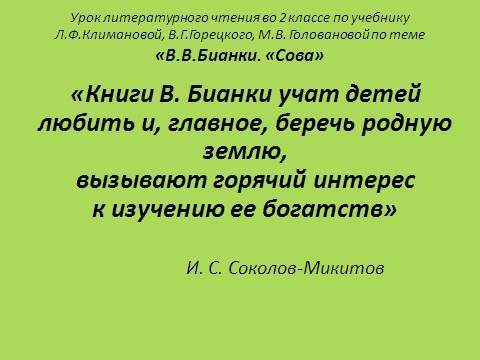 Урок литературного чтения во 2 классе по учебнику
Л.Ф.Климановой, В.Г.Горецкого, М.В. Головановой по теме
«В.В.Бианки. «Сова»
«Книги В. Бианки учат детей
любить и, главное, беречь родную
землю,
вызывают горячий интерес
к изучению ее богатств»
И. С. Соколов-Микитов